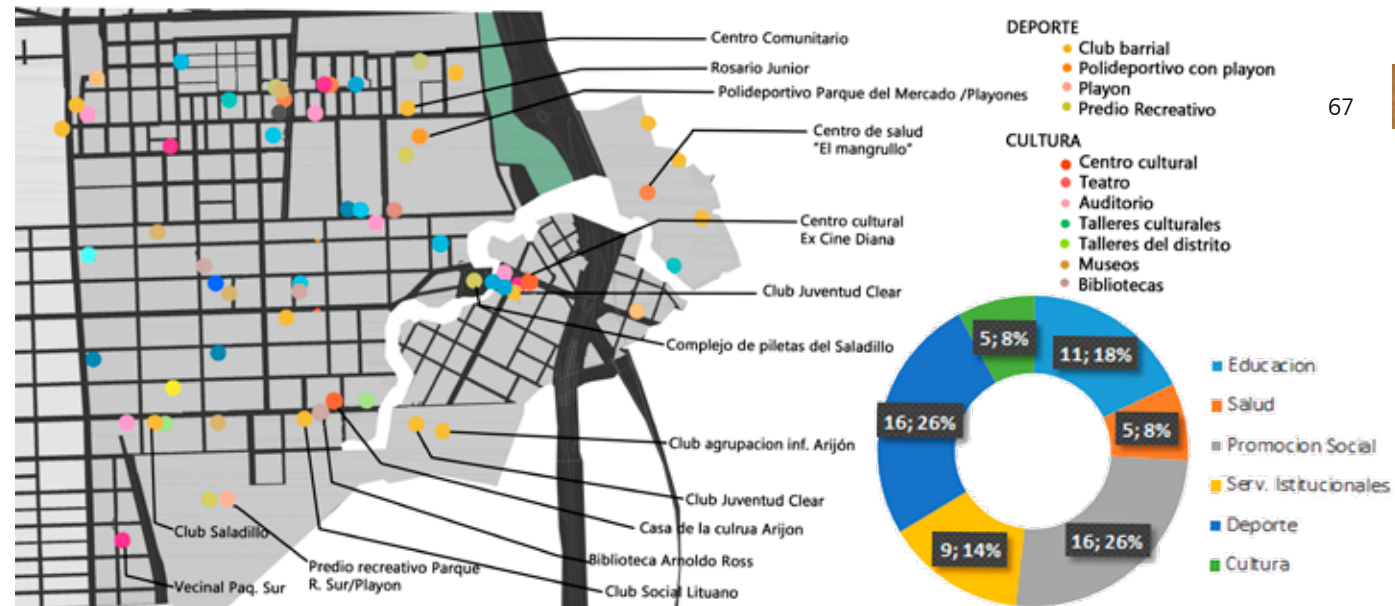 Centro Comunitario
Rosario Junior
Polideportivo Parque del Mercado /Playones
Centro de salud
"El mangrullo"
Centro cultural
Ex Cine Diana
Club Juventud Clear
Complejo de piletas del Saladillo
Club agrupacion inf. Arijón
Club Juventud Clear
Casa de la culrua Arijon
Biblioteca Arnoldo Ross
Club Social Lituano
Club Saladillo
Predio recreativo Parque
R. Sur/Playon
Vecinal Paq. Sur
DEPORTE
Club barrial
Polideportivo con playon
Playon
Predio Recreativo
67
CULTURA
Centro cultural
Teatro
Auditorio
Talleres culturales
Talleres del distrito
Museos
Bibliotecas
5; 8%
11; 18%
5; 8%
16; 26%
9; 14%
16; 26%
Educacion
Salud
Promocion Social
Serv. Istitucionales
Deporte
Cultura